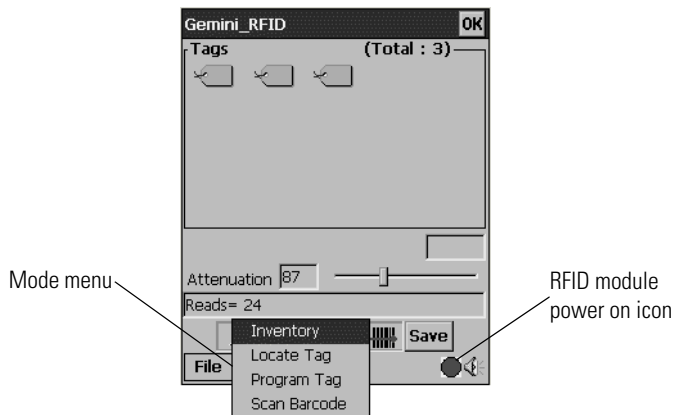 Gemini_RFID OK
Tags (Total : 3)
Attenuation 87
Mode menu
RFID module
power on icon
Reads= 24
Inventory
Save
Locate Tag
File
Program Tag
Scan Barcode